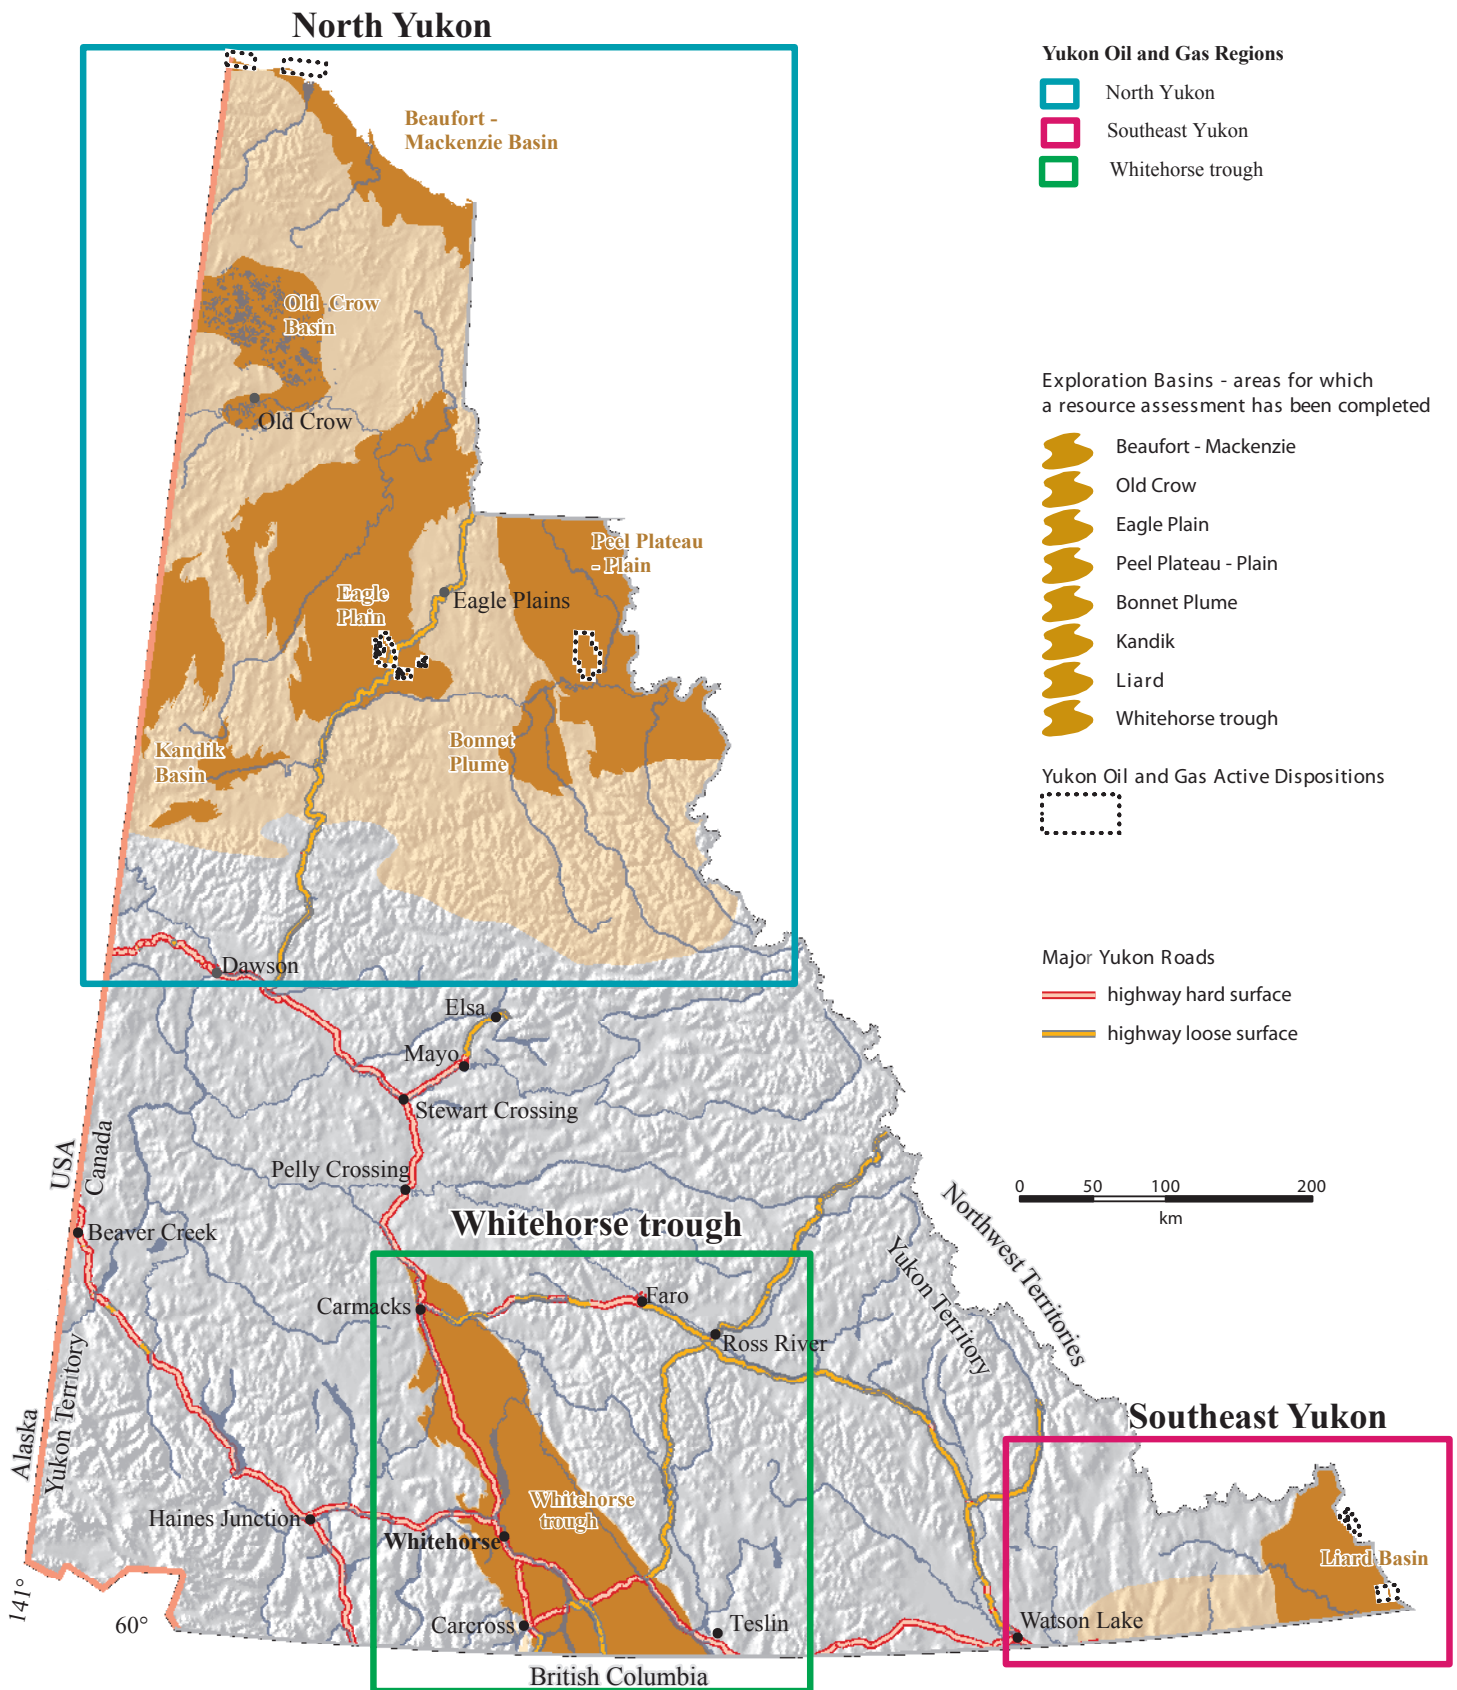 North Yukon
Yukon Oil and Gas Regions
North Yukon
Southeast Yukon
Whitehorse trough
Beaufort -
Mackenzie Basin
Old Crow
Basin
Old Crow
Exploration Basins - areas for which
a resource assessment has been completed
Beaufort - Mackenzie
Old Crow
Eagle Plain
Peel Plateau - Plain
Bonnet Plume
Kandik
Liard
Whitehorse trough
Peel Plateau
- Plain
Eagle
Plain
Eagle Plains
Bonnet
Plume
Kandik
Basin
Yukon Oil and Gas Active Dispositions
Major Yukon Roads
highway hard surface
highway loose surface
Dawson
Elsa
Mayo
Stewart Crossing
Pelly Crossing
USA
Canada
Beaver Creek
0 50 100 200
km
Northwest Territories
Yukon Territory
Whitehorse trough
Carmacks
Faro
Ross River
Alaska
Yukon Territory
Southeast Yukon
Haines Junction
Whitehorse
trough
Whitehorse
Liard Basin
141°
60°
Carcross
Teslin
Watson Lake
British Columbia